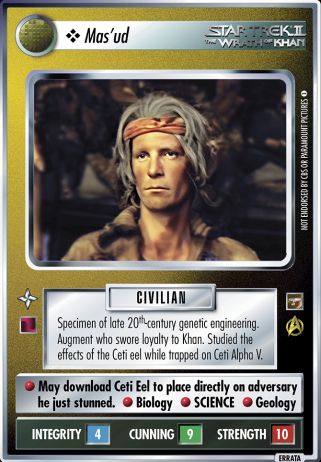 ❖ Mas'ud
STAR TREK II
THE WRATH OF KHAN
NOT ENDORSED BY CBS OR PARAMOUNT PICTURES
CIVILIAN
Specimen of late 20th-century genetic engineering.
Augment who swore loyalty to Khan. Studied the
effects of the Ceti eel while trapped on Ceti Alpha V.
• May download Ceti Eel to place directly on adversary
he just stunned. • Biology • SCIENCE • Geology
INTEGRITY 4 CUNNING 9 STRENGTH 10
ERRATA